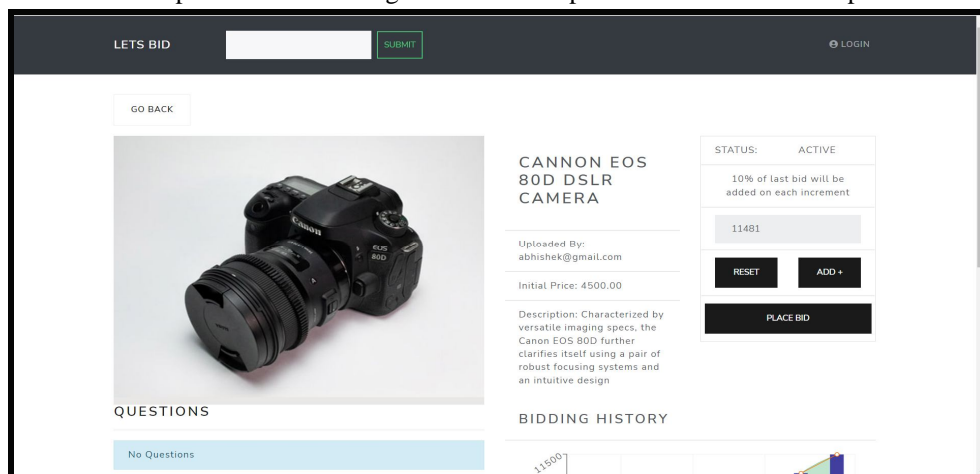 LETS BID
SUBMIT
LOGIN
GO BACK
Canon
EOS
80D
CANNON EOS
80D DSLR
CAMERA
Uploaded By:
abhishek@gmail.com
Initial Price: 4500.00
Description: Characterized by
versatile imaging specs, the
Canon EOS 80D further
clarifies itself using a pair of
robust focusing systems and
an intuitive design
STATUS: ACTIVE
10% of last bid will be
added on each increment
11481
RESET ADD +
PLACE BID
QUESTIONS
No Questions
BIDDING HISTORY
11500